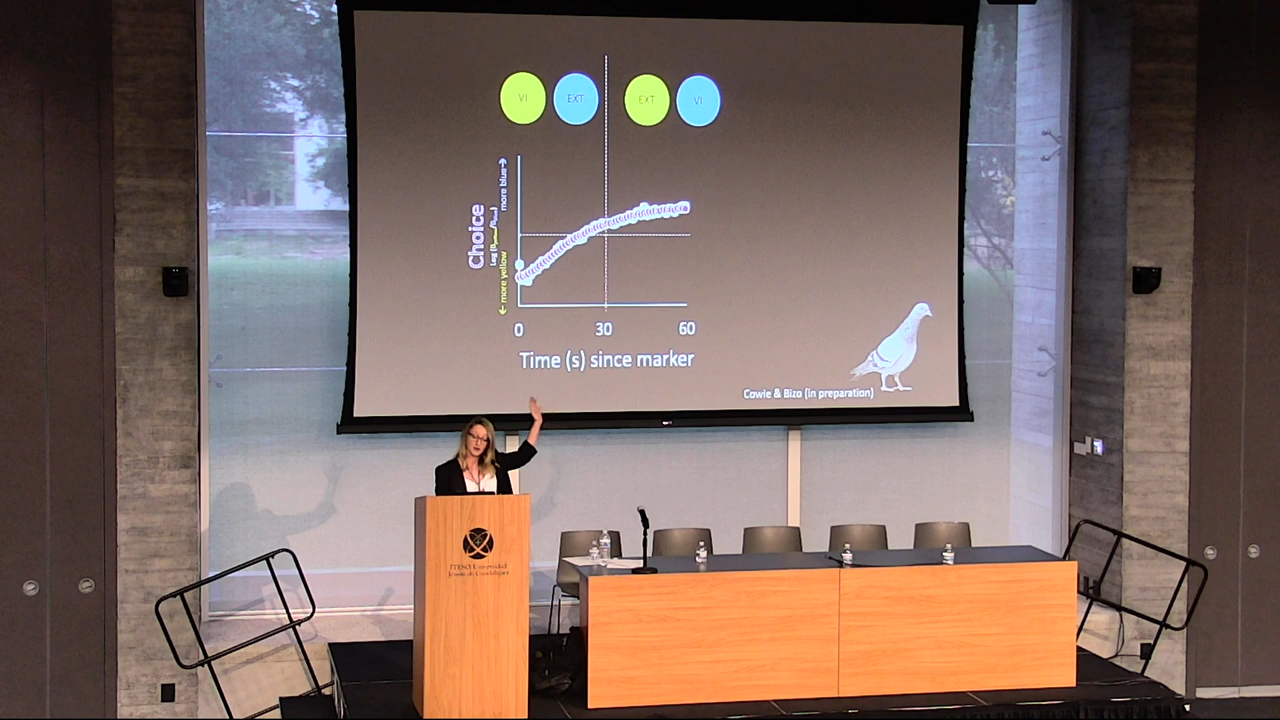 VI EXT EXT VI
more blue→
Choice
← more yellow
0 30 60
Time (s) since marker
Cowie & Bizo (in preparation)
ITESO Universidad
Jesuita de Guadalajara